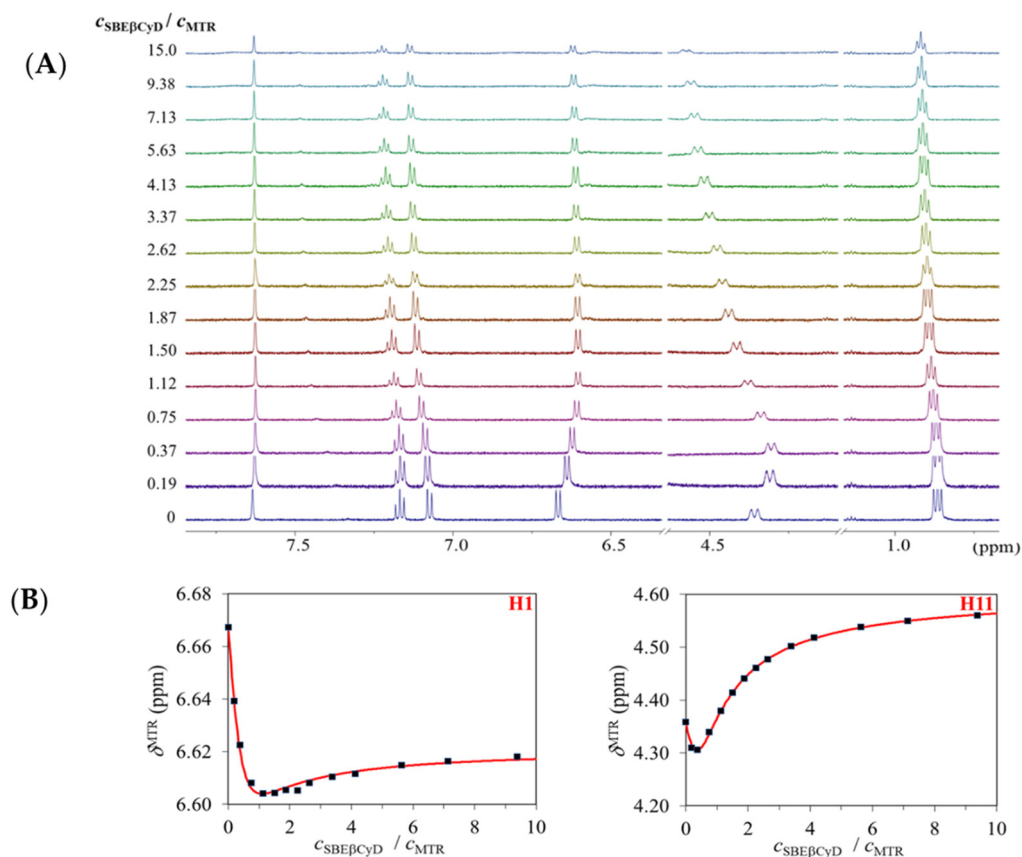 c_SBEβCyD / c_MTR
(A)
15.0
9.38
7.13
5.63
4.13
3.37
2.62
2.25
1.87
1.50
1.12
0.75
0.37
0.19
0
7.5 7.0 6.5 4.5 1.0 (ppm)
(B)
H1
6.68
6.66
6.64
6.62
6.60
δ^MTR (ppm)
0 2 4 6 8 10
c_SBEβCyD / c_MTR
H11
4.60
4.50
4.40
4.30
4.20
δ^MTR (ppm)
0 2 4 6 8 10
c_SBEβCyD / c_MTR